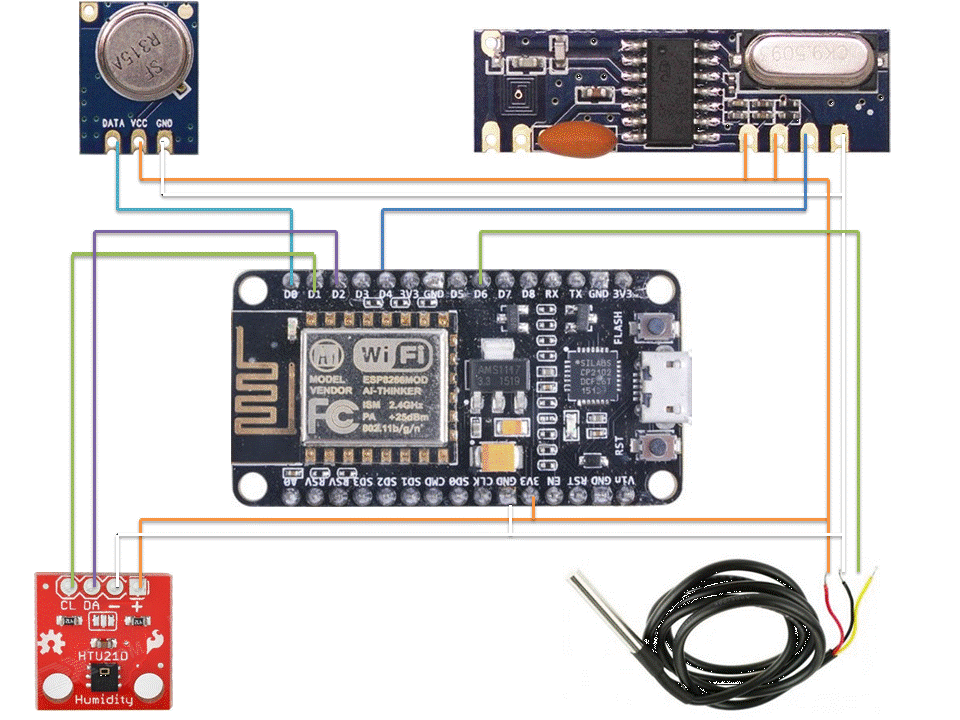 SF
R315A
DATA VCC GND
CK9.509
D0 D1 D2 D3 D4 3V3 GND D5 D6 D7 D8 RX TX GND 3V3
FLASH
WiFi
MODEL ESP8266MOD
VENDOR AI-THINKER
ISM 2.4GHz
PA +25dBm
802.11b/g/n
FC
AMS1117
3.3 1519
SILABS
CP2102
RST
A0 RSV RSV SD3 SD2 SD1 CMD SD0 CLK GND 3V3 EN RST GND Vin
CL DA - +
HTU21D
Humidity